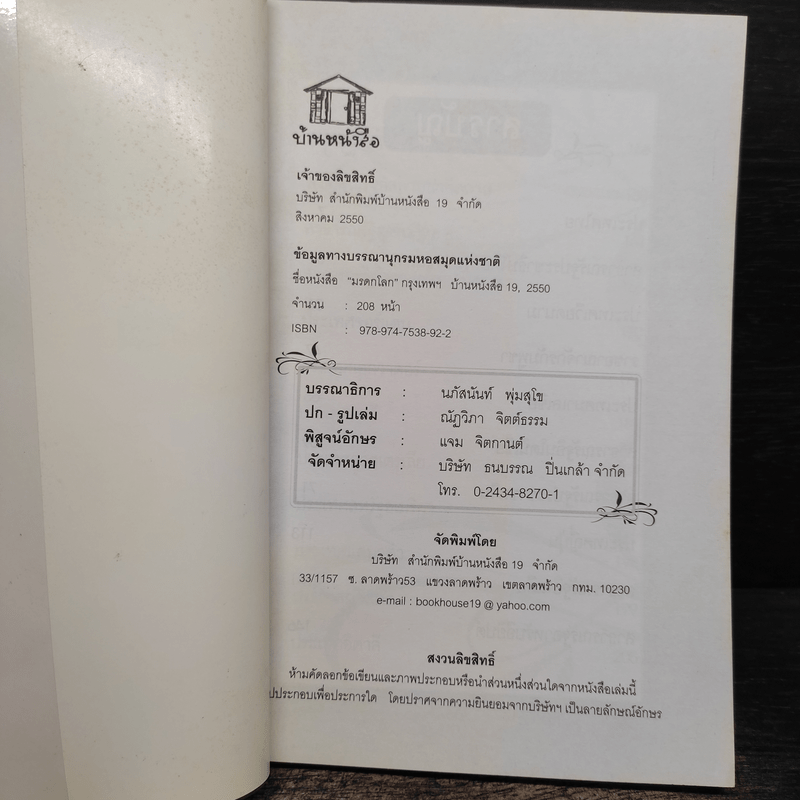 บ้านหนังสือ
เจ้าของลิขสิทธิ์
บริษัท สำนักพิมพ์บ้านหนังสือ 19 จำกัด
สิงหาคม 2550
ข้อมูลทางบรรณานุกรมหอสมุดแห่งชาติ
ชื่อหนังสือ "มรดกโลก" กรุงเทพฯ บ้านหนังสือ 19, 2550
จำนวน : 208 หน้า
ISBN : 978-974-7538-92-2
บรรณาธิการ : นภัสนันท์ พุ่มสุโข
ปก - รูปเล่ม : ณัฏวิภา จิตต์ธรรม
พิสูจน์อักษร : แจม จิตกานต์
จัดจำหน่าย : บริษัท ธนบรรณ ปิ่นเกล้า จำกัด
โทร. 0-2434-8270-1
จัดพิมพ์โดย
บริษัท สำนักพิมพ์บ้านหนังสือ 19 จำกัด
33/1157 ซ. ลาดพร้าว53 แขวงลาดพร้าว เขตลาดพร้าว กทม. 10230
e-mail : bookhouse19 @ yahoo.com
สงวนลิขสิทธิ์
ห้ามคัดลอกข้อเขียนและภาพประกอบหรือนำส่วนหนึ่งส่วนใดจากหนังสือเล่มนี้
ปประกอบเพื่อประการใด โดยปราศจากความยินยอมจากบริษัทฯ เป็นลายลักษณ์อักษร